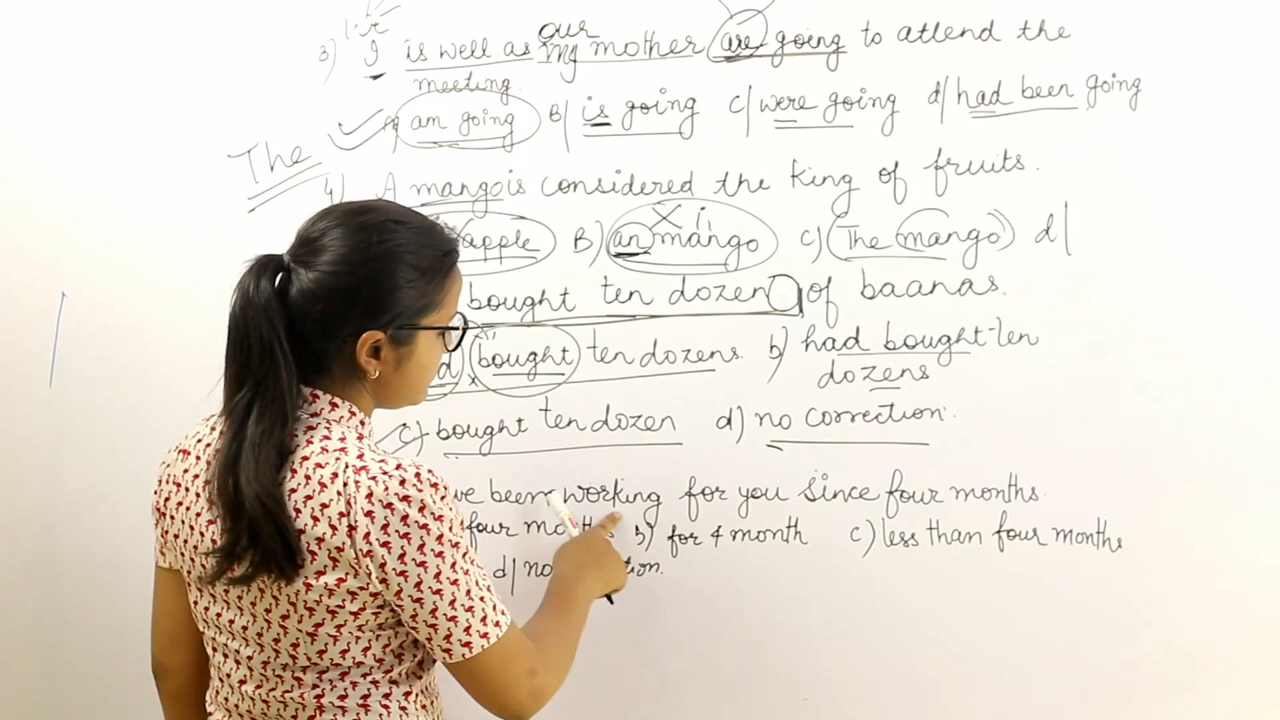 our
3) I is well as my mother are going to attend the
meeting.
a) am going B) is going c) were going d) had been going
The
4) A mango is considered the king of fruits.
apple B) an mango c) The mango d)
bought ten dozen of baanas.
d bought ten dozens. b) had bought ten
dozens
c) bought ten dozen d) no correction.
ve been working for you since four months.
four months b) for 4 month c) less than four months
d) no